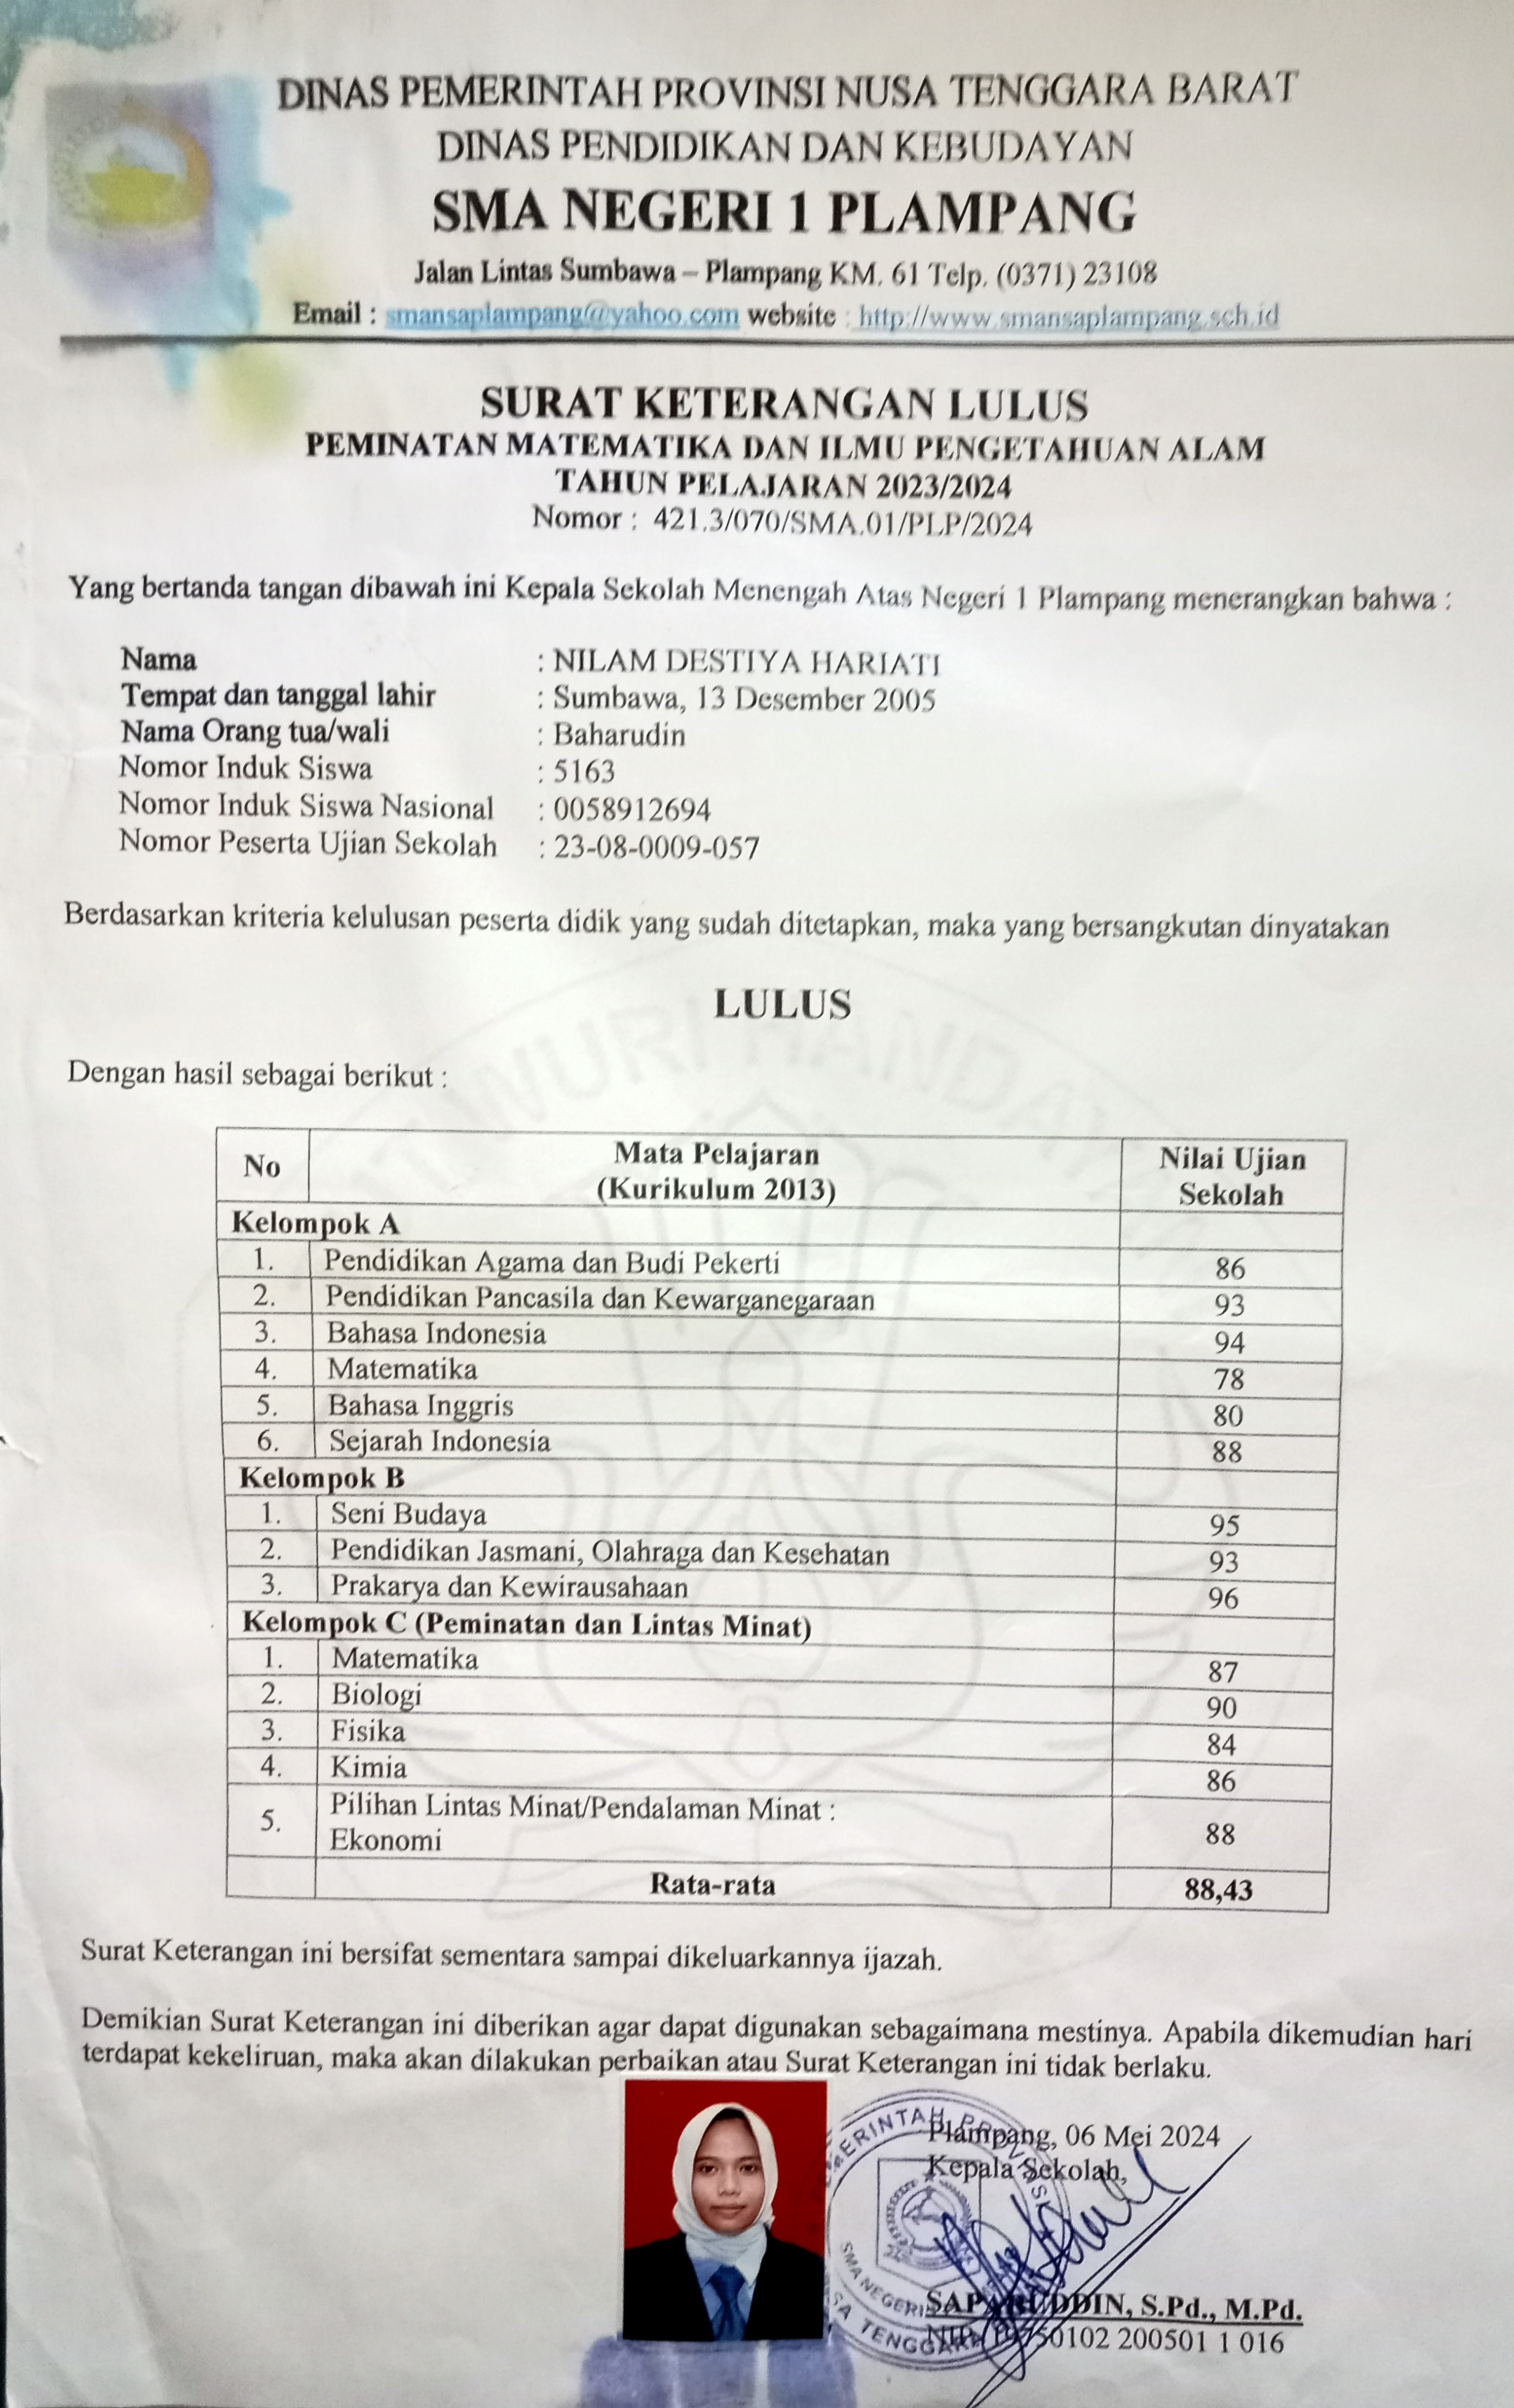 DINAS PEMERINTAH PROVINSI NUSA TENGGARA BARAT
DINAS PENDIDIKAN DAN KEBUDAYAN
SMA NEGERI 1 PLAMPANG
Jalan Lintas Sumbawa – Plampang KM. 61 Telp. (0371) 23108
Email : smansaplampang@yahoo.com website : http://www.smansaplampang.sch.id
SURAT KETERANGAN LULUS
PEMINATAN MATEMATIKA DAN ILMU PENGETAHUAN ALAM
TAHUN PELAJARAN 2023/2024
Nomor : 421.3/070/SMA.01/PLP/2024
Yang bertanda tangan dibawah ini Kepala Sekolah Menengah Atas Negeri 1 Plampang menerangkan bahwa :
Nama : NILAM DESTIYA HARIATI
Tempat dan tanggal lahir : Sumbawa, 13 Desember 2005
Nama Orang tua/wali : Baharudin
Nomor Induk Siswa : 5163
Nomor Induk Siswa Nasional : 0058912694
Nomor Peserta Ujian Sekolah : 23-08-0009-057
Berdasarkan kriteria kelulusan peserta didik yang sudah ditetapkan, maka yang bersangkutan dinyatakan
LULUS
Dengan hasil sebagai berikut :
No Mata Pelajaran (Kurikulum 2013) Nilai Ujian Sekolah
Kelompok A
1. Pendidikan Agama dan Budi Pekerti 86
2. Pendidikan Pancasila dan Kewarganegaraan 93
3. Bahasa Indonesia 94
4. Matematika 78
5. Bahasa Inggris 80
6. Sejarah Indonesia 88
Kelompok B
1. Seni Budaya 95
2. Pendidikan Jasmani, Olahraga dan Kesehatan 93
3. Prakarya dan Kewirausahaan 96
Kelompok C (Peminatan dan Lintas Minat)
1. Matematika 87
2. Biologi 90
3. Fisika 84
4. Kimia 86
5. Pilihan Lintas Minat/Pendalaman Minat :
Ekonomi 88
Rata-rata 88,43
Surat Keterangan ini bersifat sementara sampai dikeluarkannya ijazah.
Demikian Surat Keterangan ini diberikan agar dapat digunakan sebagaimana mestinya. Apabila dikemudian hari
terdapat kekeliruan, maka akan dilakukan perbaikan atau Surat Keterangan ini tidak berlaku.
Plampang, 06 Mei 2024
Kepala Sekolah,
SAPARUDDIN, S.Pd., M.Pd.
NIP. 19750102 200501 1 016